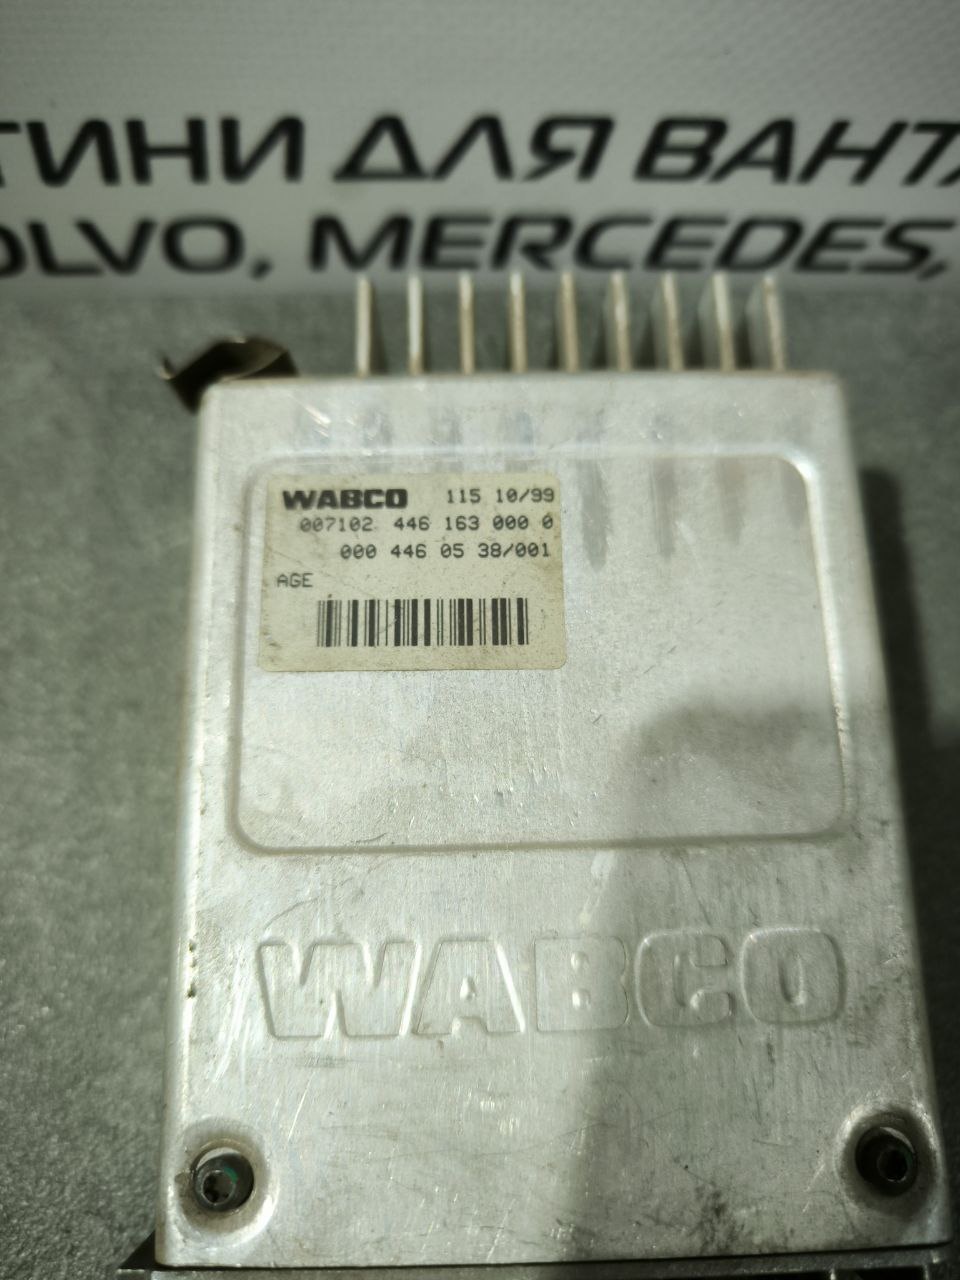 ТИНИ ДЛЯ ВАНТ
OLVO, MERCEDES,
WABCO 115 10/99
007102 446 163 000 0
000 446 05 38/001
AGE
WABCO